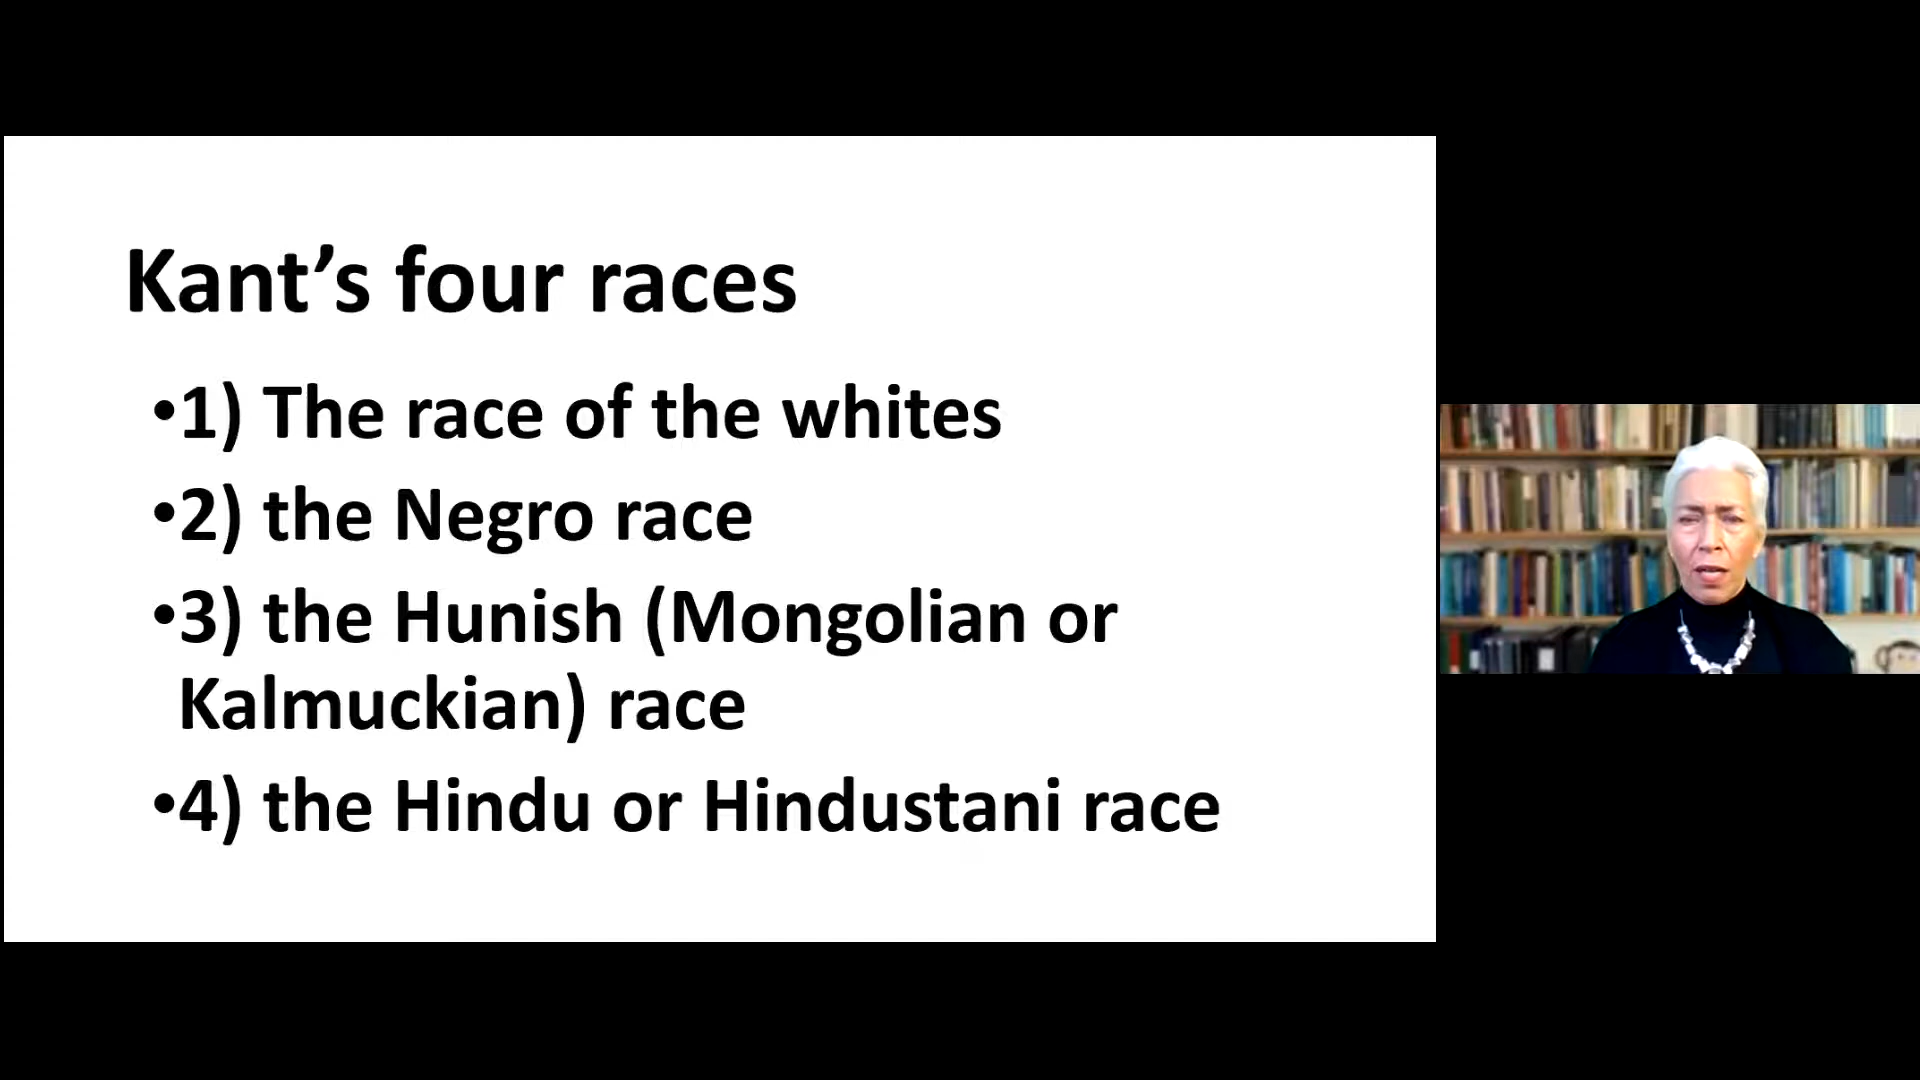 Kant’s four races
•1) The race of the whites
•2) the Negro race
•3) the Hunish (Mongolian or
Kalmuckian) race
•4) the Hindu or Hindustani race